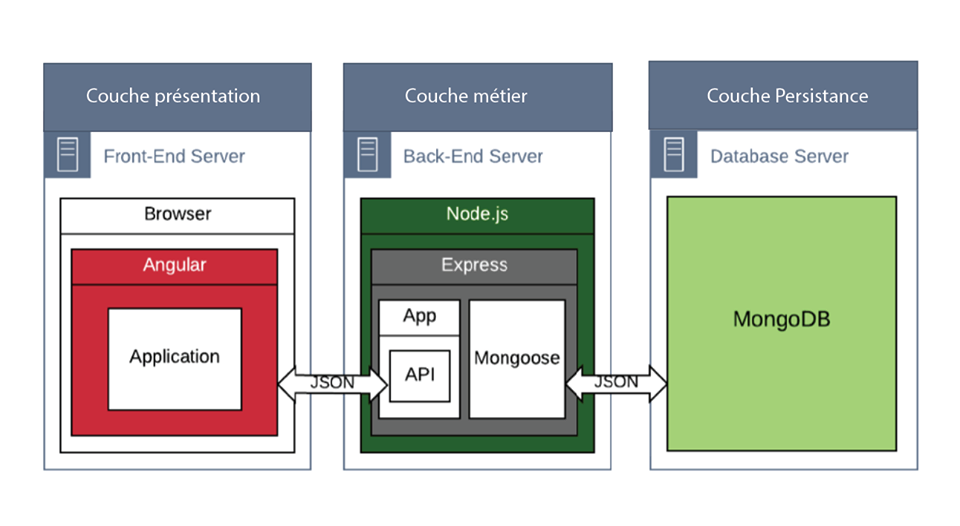 Couche présentation
Couche métier
Couche Persistance
Front-End Server
Back-End Server
Database Server
Browser
Node.js
Angular
Express
App
Application
API
Mongoose
MongoDB
JSON
JSON